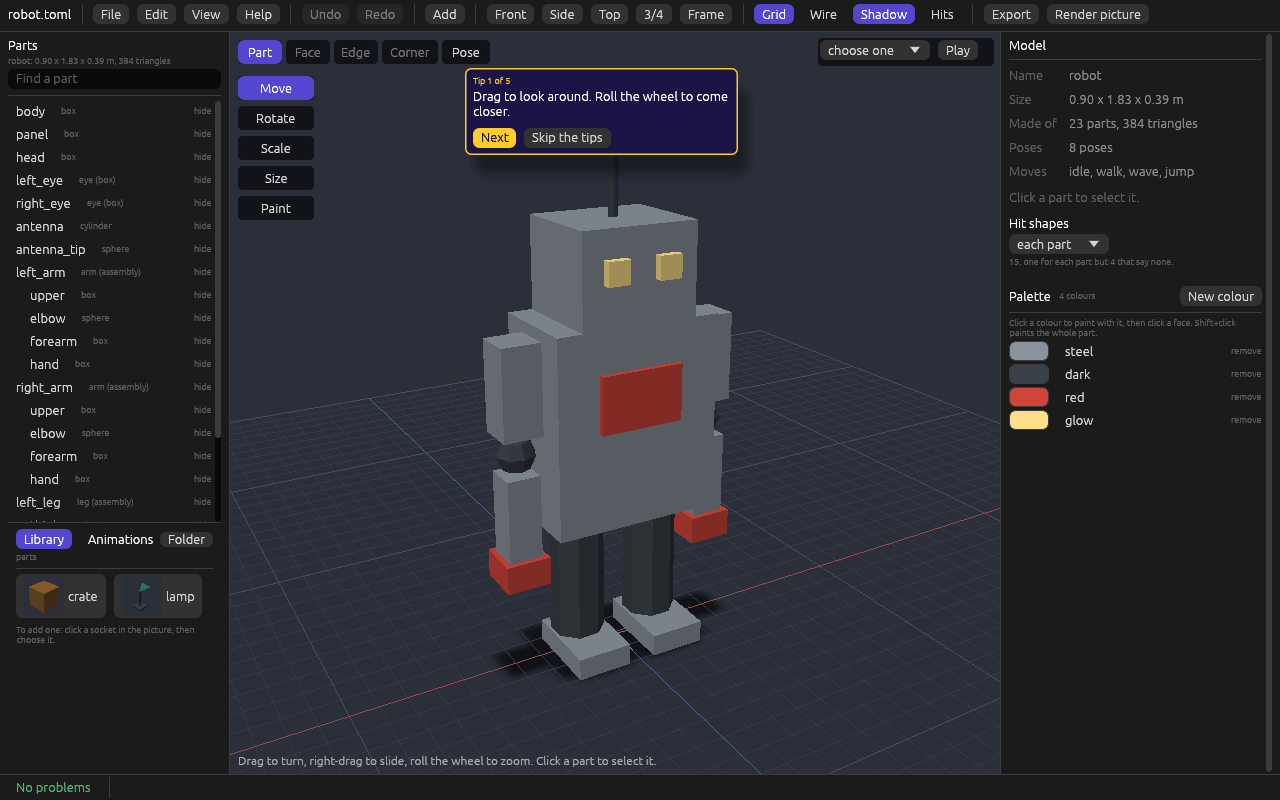 robot.toml File Edit View Help Undo Redo Add Front Side Top 3/4 Frame Grid Wire Shadow Hits Export Render picture
Parts
robot: 0.90 x 1.83 x 0.39 m, 384 triangles
Find a part
body box hide
panel box hide
head box hide
left_eye eye (box) hide
right_eye eye (box) hide
antenna cylinder hide
antenna_tip sphere hide
left_arm arm (assembly) hide
upper box hide
elbow sphere hide
forearm box hide
hand box hide
right_arm arm (assembly) hide
upper box hide
elbow sphere hide
forearm box hide
hand box hide
left_leg leg (assembly) hide
Library Animations Folder
parts
crate lamp
To add one: click a socket in the picture, then
choose it.
Part Face Edge Corner Pose
choose one Play
Move
Rotate
Scale
Size
Paint
Tip 1 of 5
Drag to look around. Roll the wheel to come
closer.
Next Skip the tips
Drag to turn, right-drag to slide, roll the wheel to zoom. Click a part to select it.
Model
Name robot
Size 0.90 x 1.83 x 0.39 m
Made of 23 parts, 384 triangles
Poses 8 poses
Moves idle, walk, wave, jump
Click a part to select it.
Hit shapes
each part
15, one for each part but 4 that say none.
Palette 4 colours New colour
Click a colour to paint with it, then click a face. Shift+click
paints the whole part.
steel remove
dark remove
red remove
glow remove
No problems